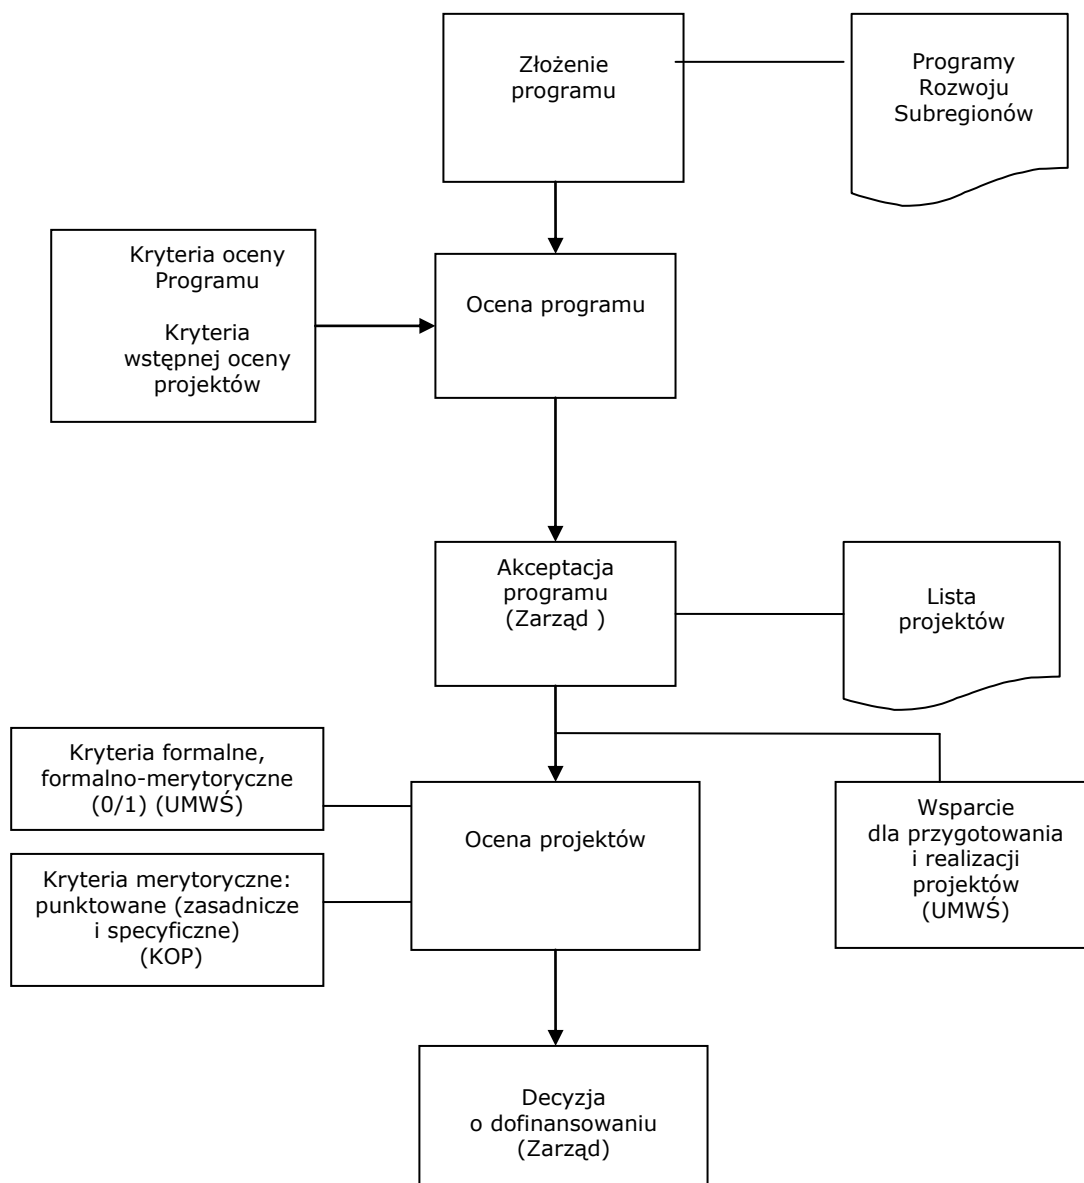 Złożenie
programu
Programy
Rozwoju
Subregionów
Kryteria oceny
Programu
Kryteria
wstępnej oceny
projektów
Ocena programu
Akceptacja
programu
(Zarząd )
Lista
projektów
Kryteria formalne,
formalno-merytoryczne
(0/1) (UMWŚ)
Kryteria merytoryczne:
punktowane (zasadnicze
i specyficzne)
(KOP)
Ocena projektów
Wsparcie
dla przygotowania
i realizacji
projektów
(UMWŚ)
Decyzja
o dofinansowaniu
(Zarząd)